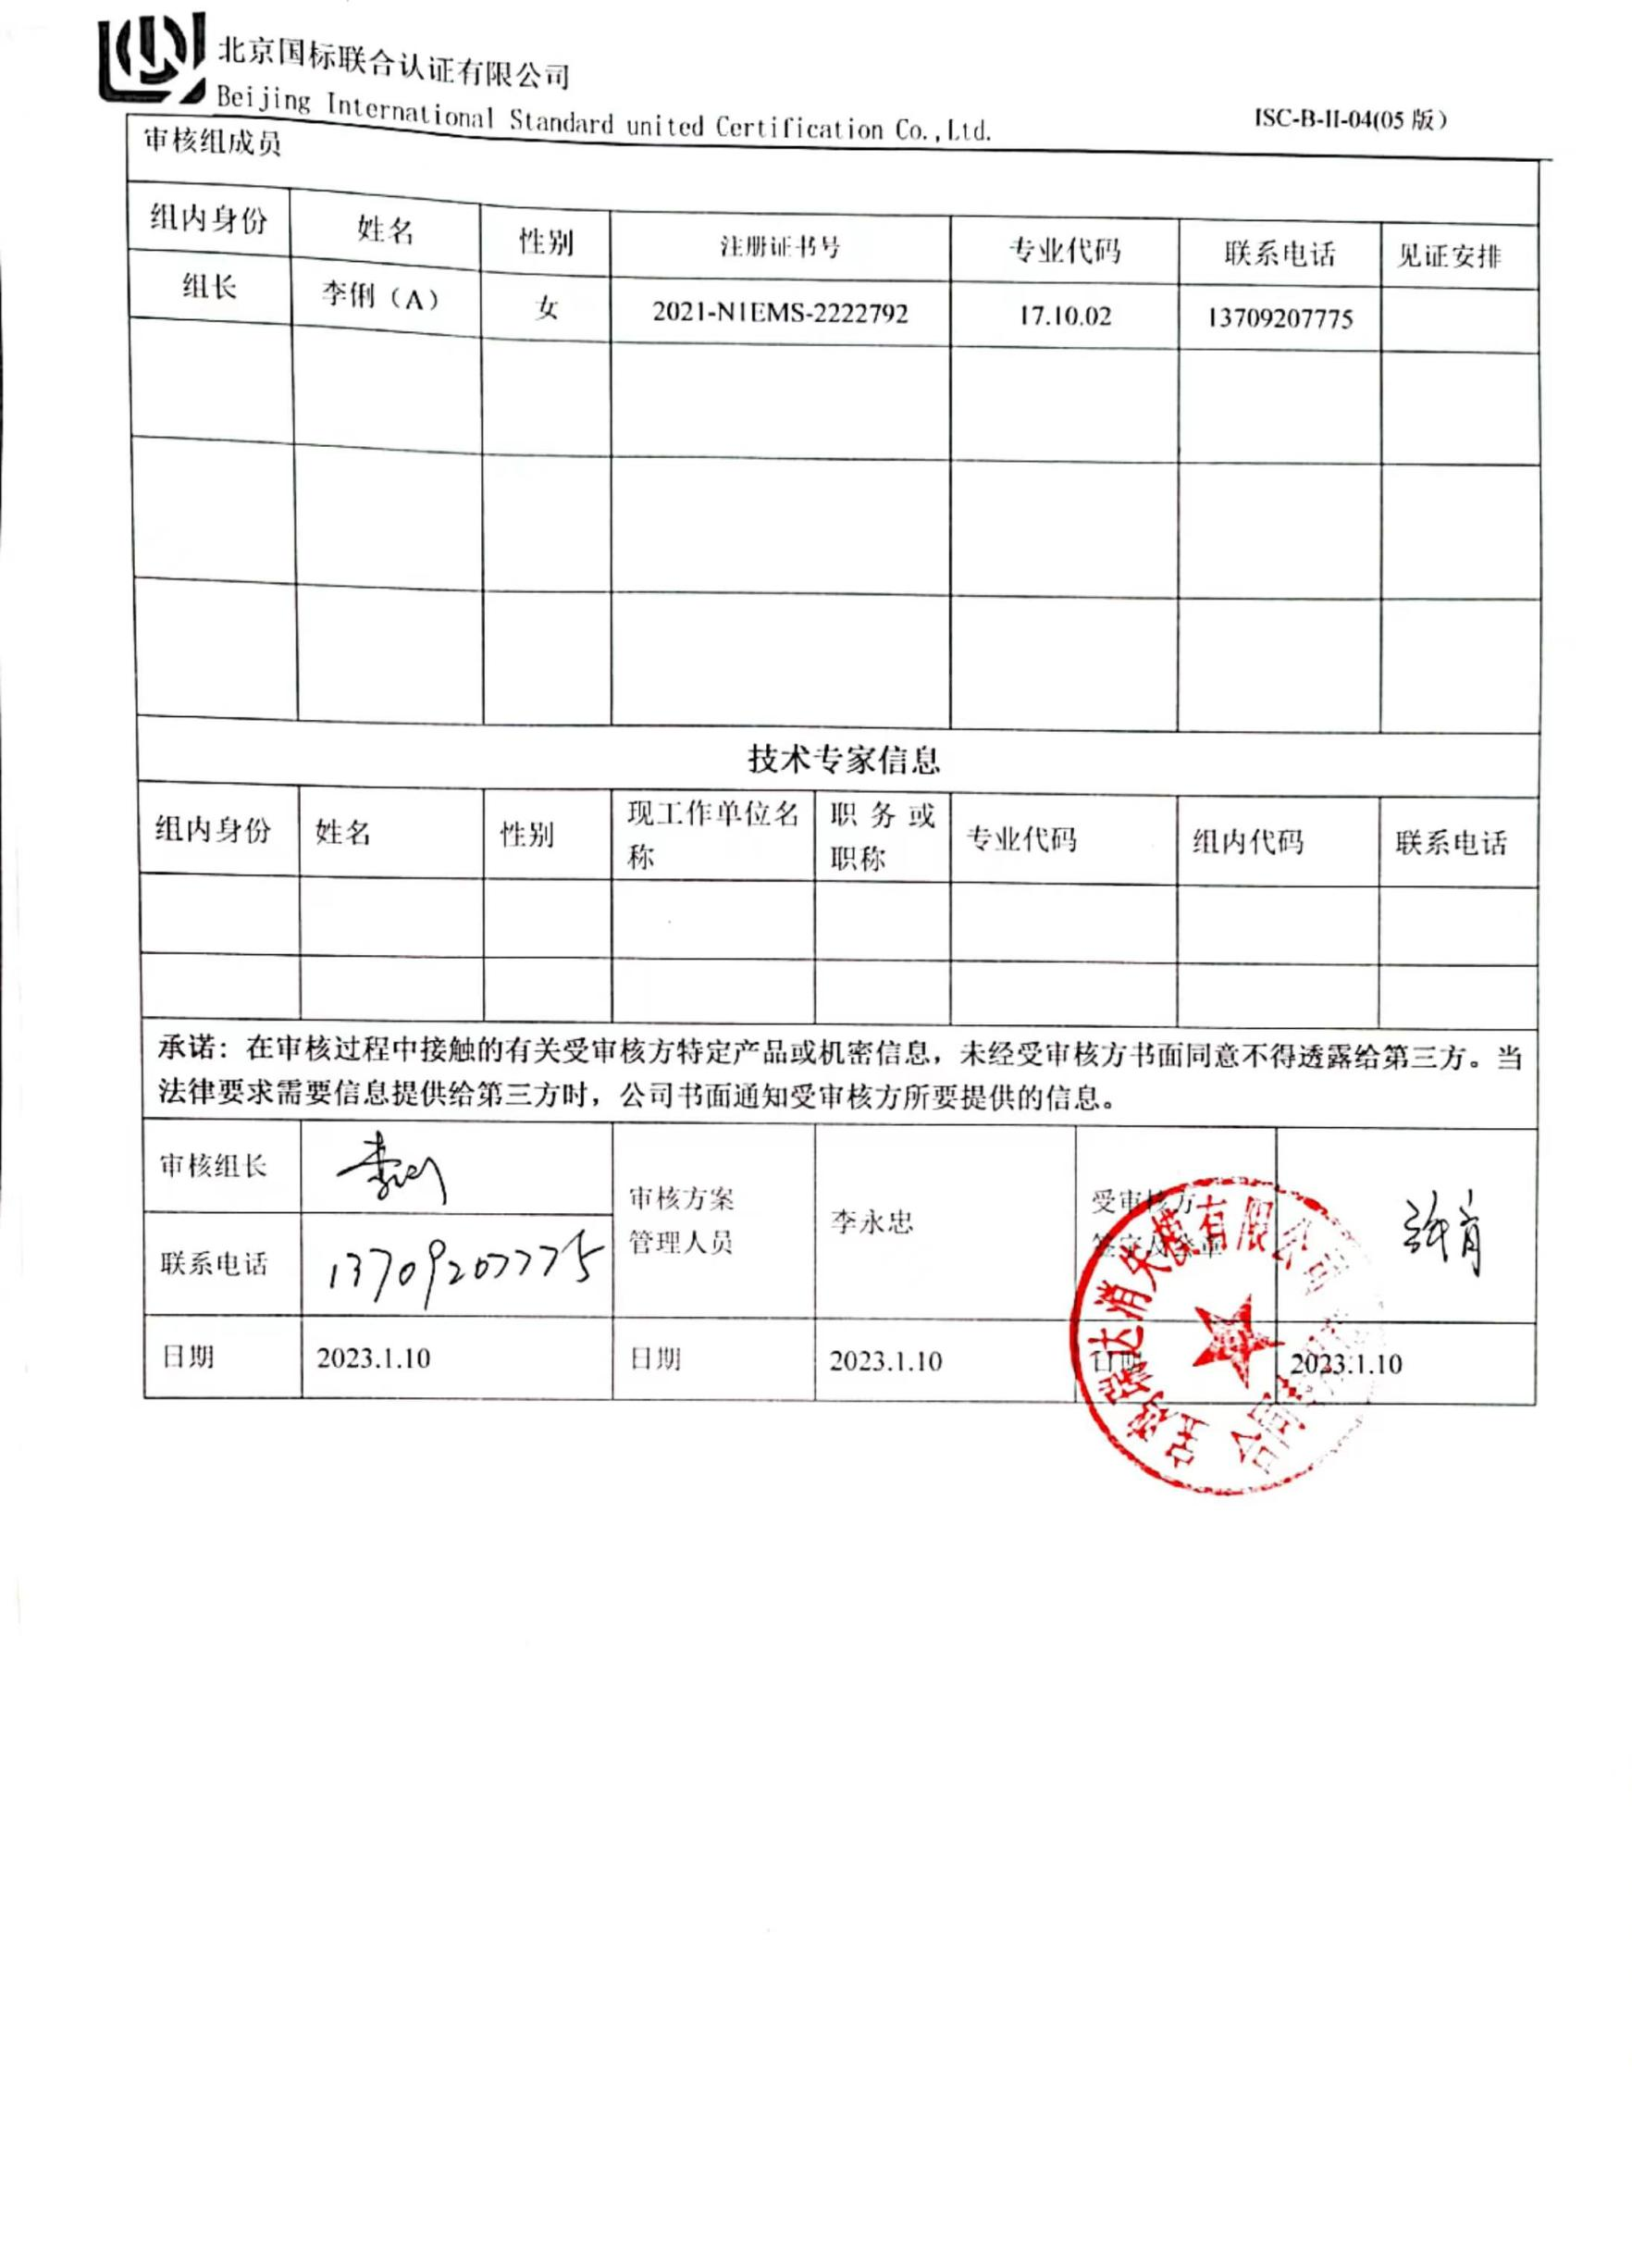 北京国标联合认证有限公司
Beijing International Standard united Certification Co.,Ltd.
ISC-B-II-04(05 版)
审核组成员
组内身份 姓名 性别 注册证书号 专业代码 联系电话 见证安排
组长 李俐（A） 女 2021-N1EMS-2222792 17.10.02 13709207775
技术专家信息
组内身份 姓名 性别 现工作单位名称 职务或职称 专业代码 组内代码 联系电话
承诺：在审核过程中接触的有关受审核方特定产品或机密信息，未经受审核方书面同意不得透露给第三方。当
法律要求需要信息提供给第三方时，公司书面通知受审核方所要提供的信息。
审核组长 李俐 审核方案管理人员 李永忠 受审核方
联系电话 13709207775
日期 2023.1.10 日期 2023.1.10 日期 2023.1.10